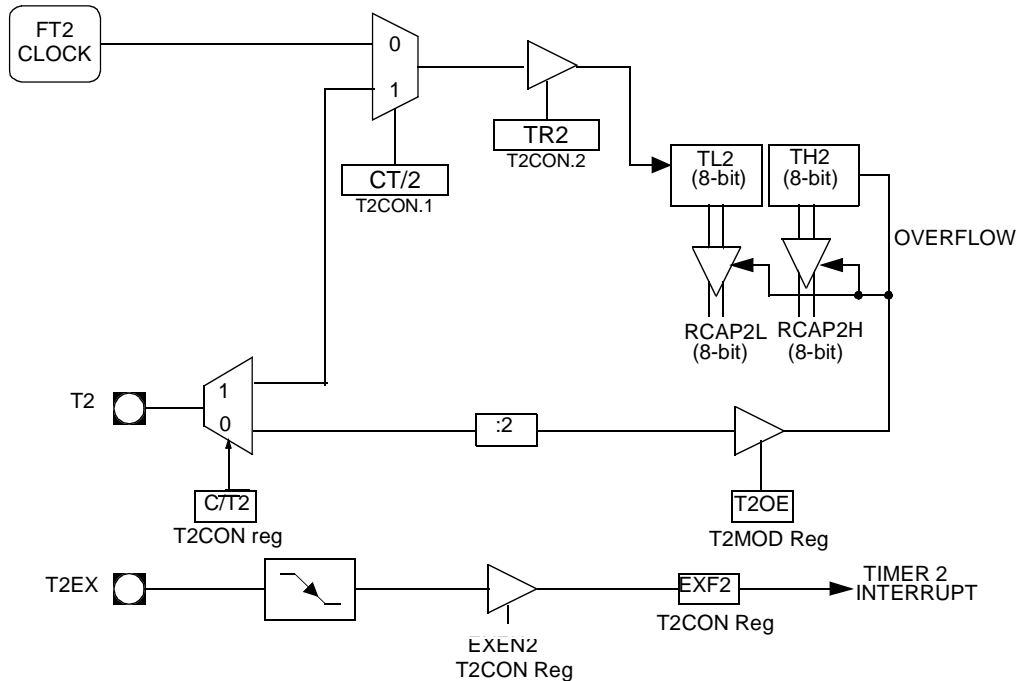 FT2
CLOCK
0
1
TR2
T2CON.2
CT/2
T2CON.1
TL2
(8-bit)
TH2
(8-bit)
OVERFLOW
RCAP2L
(8-bit)
RCAP2H
(8-bit)
T2
1
0
:2
C/T2
T2CON reg
T2OE
T2MOD Reg
T2EX
EXF2
T2CON Reg
TIMER 2
INTERRUPT
EXEN2
T2CON Reg